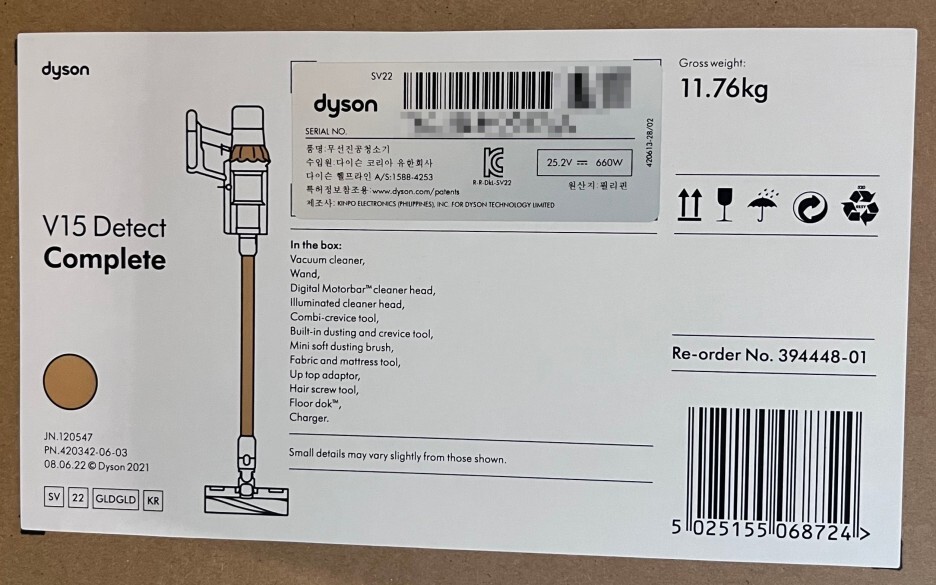 dyson
V15 Detect
Complete
JN.120547
PN.420342-06-03
08.06.22 © Dyson 2021
SV 22 GLDGLD KR
SV22
dyson
SERIAL NO.
품명:무선진공청소기
수입원:다이슨 코리아 유한회사
다이슨 헬프라인 A/S:1588-4253
특허정보참조용:www.dyson.com/patents
제조사: KINPO ELECTRONICS (PHILIPPINES), INC. FOR DYSON TECHNOLOGY LIMITED
R-R-DkL-SV22
25.2V ⎓ 660W
원산지:필리핀
420613-28/02
In the box:
Vacuum cleaner,
Wand,
Digital Motorbar™ cleaner head,
Illuminated cleaner head,
Combi-crevice tool,
Built-in dusting and crevice tool,
Mini soft dusting brush,
Fabric and mattress tool,
Up top adaptor,
Hair screw tool,
Floor dok™,
Charger.
Small details may vary slightly from those shown.
Gross weight:
11.76kg
Re-order No. 394448-01
5 025155 068724 >